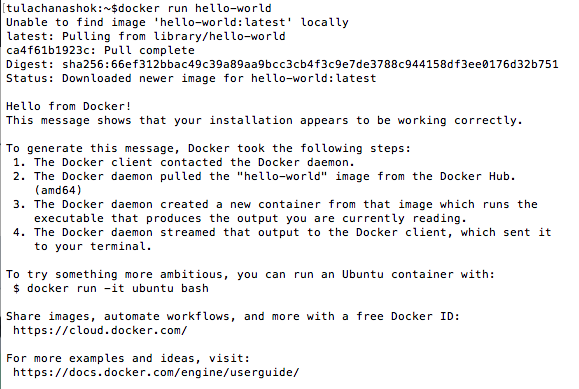 [tulachanashok:~$docker run hello-world
Unable to find image 'hello-world:latest' locally
latest: Pulling from library/hello-world
ca4f61b1923c: Pull complete
Digest: sha256:66ef312bbac49c39a89aa9bcc3cb4f3c9e7de3788c944158df3ee0176d32b751
Status: Downloaded newer image for hello-world:latest

Hello from Docker!
This message shows that your installation appears to be working correctly.

To generate this message, Docker took the following steps:
 1. The Docker client contacted the Docker daemon.
 2. The Docker daemon pulled the "hello-world" image from the Docker Hub.
    (amd64)
 3. The Docker daemon created a new container from that image which runs the
    executable that produces the output you are currently reading.
 4. The Docker daemon streamed that output to the Docker client, which sent it
    to your terminal.

To try something more ambitious, you can run an Ubuntu container with:
 $ docker run -it ubuntu bash

Share images, automate workflows, and more with a free Docker ID:
 https://cloud.docker.com/

For more examples and ideas, visit:
 https://docs.docker.com/engine/userguide/